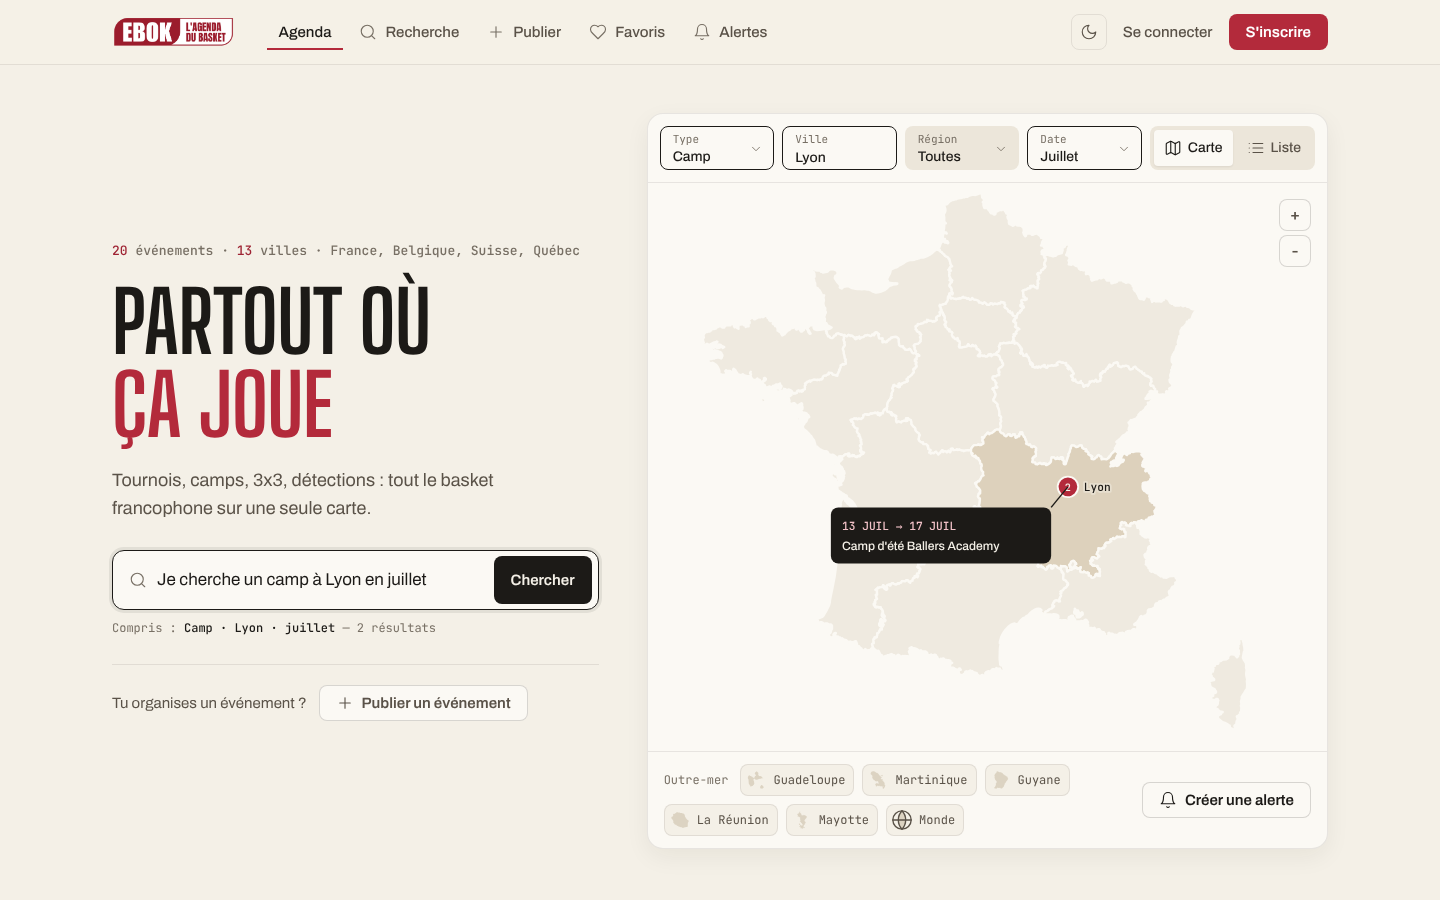 EBOK L'AGENDA DU BASKET
Agenda
Recherche
Publier
Favoris
Alertes
Se connecter
S'inscrire
20 événements · 13 villes · France, Belgique, Suisse, Québec
PARTOUT OÙ
ÇA JOUE
Tournois, camps, 3x3, détections : tout le basket
francophone sur une seule carte.
Je cherche un camp à Lyon en juillet
Chercher
Compris : Camp · Lyon · juillet — 2 résultats
Tu organises un événement ?
Publier un événement
Type
Camp
Ville
Lyon
Région
Toutes
Date
Juillet
Carte
Liste
+
-
2
Lyon
13 JUIL → 17 JUIL
Camp d'été Ballers Academy
Outre-mer
Guadeloupe
Martinique
Guyane
La Réunion
Mayotte
Monde
Créer une alerte